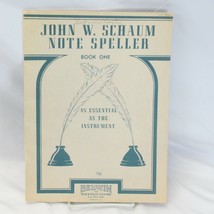 JOHN W. SCHAUM
NOTE SPELLER
BOOK ONE
AS ESSENTIAL
AS THE
INSTRUMENT